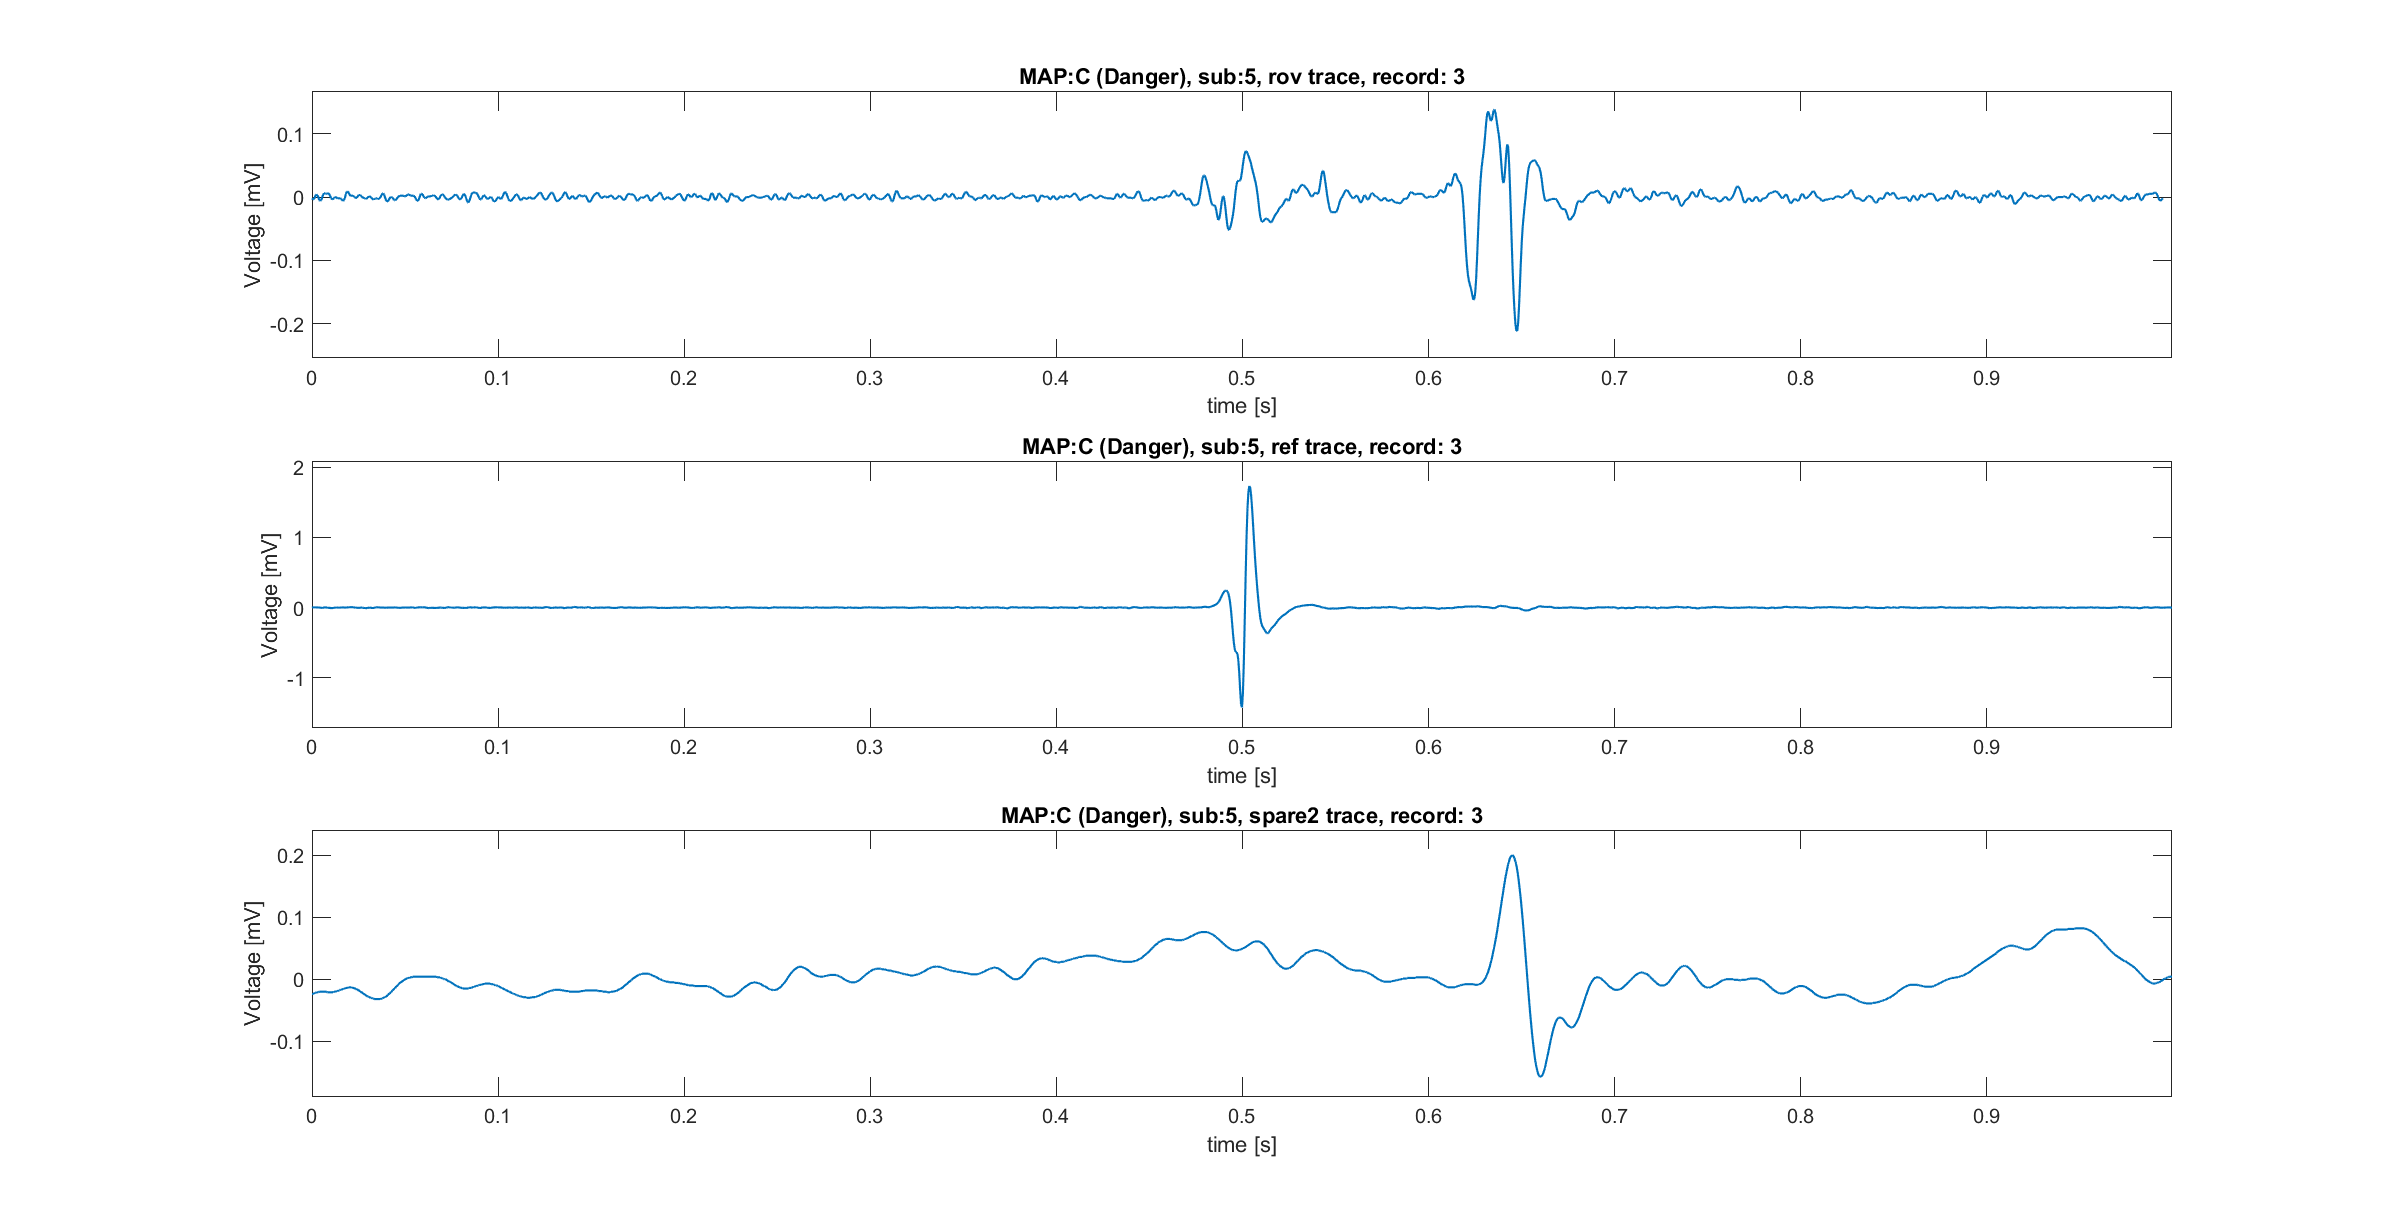 MAP:C (Danger), sub:5, rov trace, record: 3
Voltage [mV]
0.1
0
-0.1
-0.2
0 0.1 0.2 0.3 0.4 0.5 0.6 0.7 0.8 0.9
time [s]
MAP:C (Danger), sub:5, ref trace, record: 3
Voltage [mV]
2
1
0
-1
0 0.1 0.2 0.3 0.4 0.5 0.6 0.7 0.8 0.9
time [s]
MAP:C (Danger), sub:5, spare2 trace, record: 3
Voltage [mV]
0.2
0.1
0
-0.1
0 0.1 0.2 0.3 0.4 0.5 0.6 0.7 0.8 0.9
time [s]